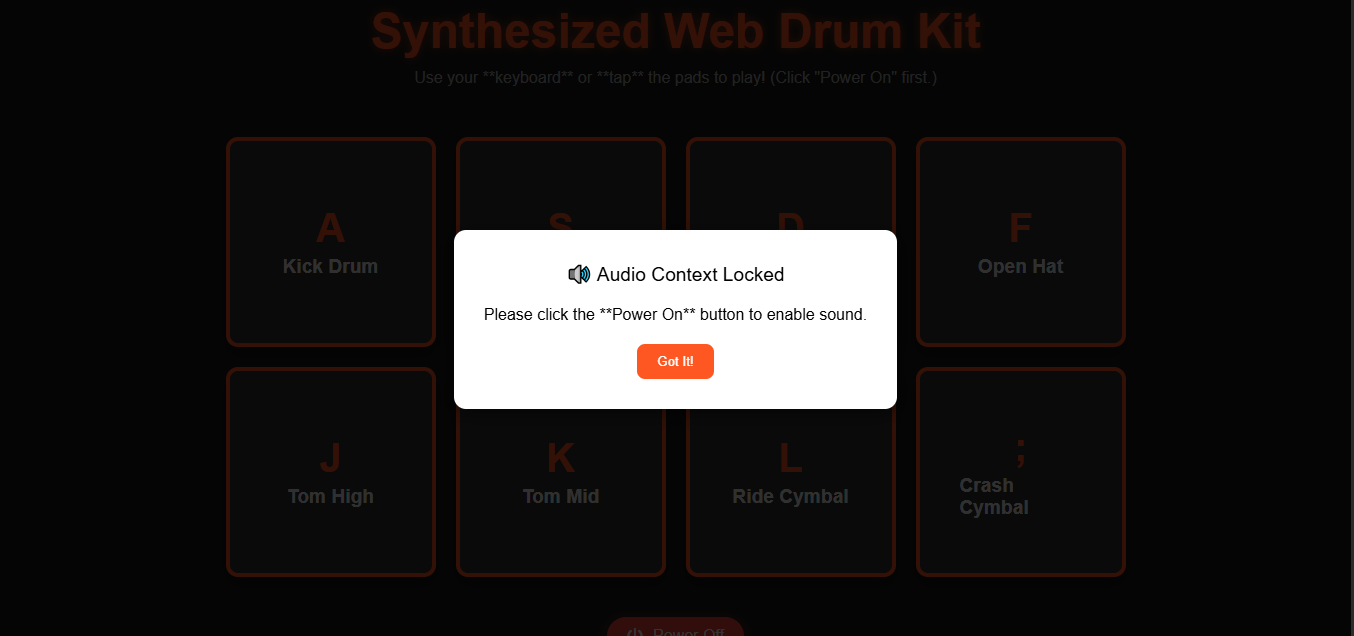 Synthesized Web Drum Kit
Use your **keyboard** or **tap** the pads to play! (Click "Power On" first.)
A
Kick Drum
S
D
F
Open Hat
🔊 Audio Context Locked
Please click the **Power On** button to enable sound.
Got It!
J
Tom High
K
Tom Mid
L
Ride Cymbal
;
Crash
Cymbal
Power Off